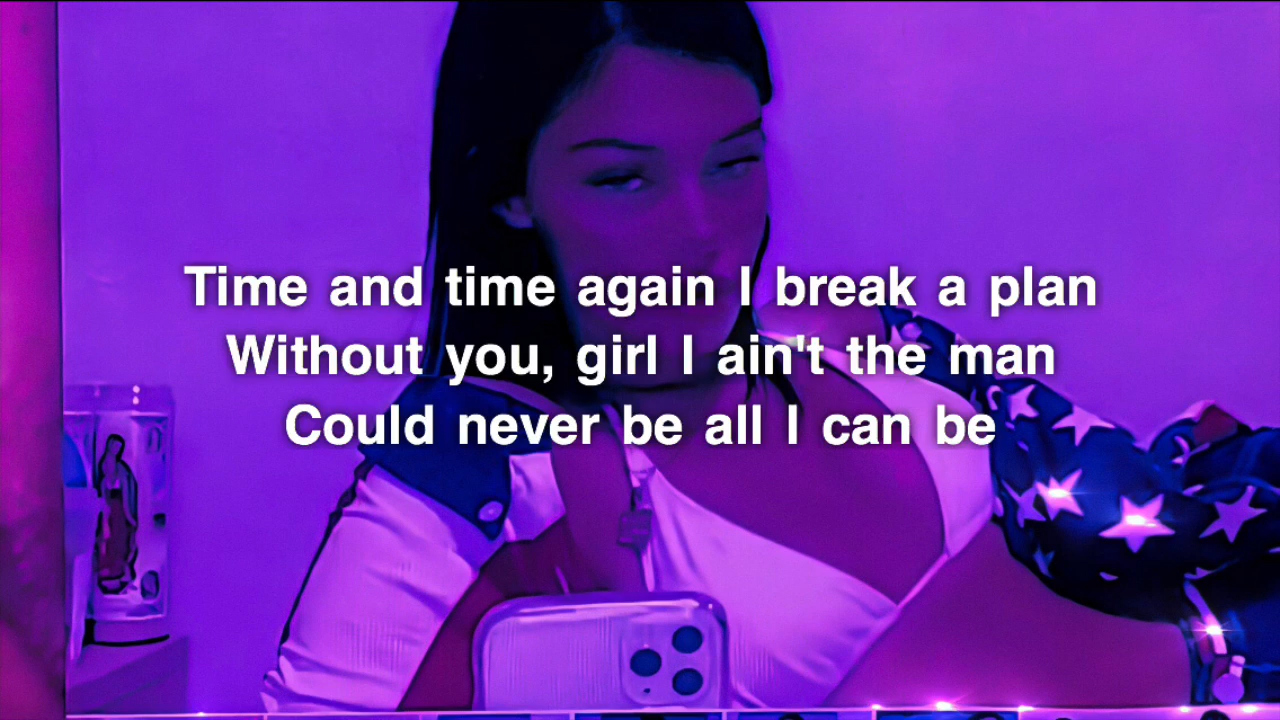 Time and time again I break a plan
Without you, girl I ain't the man
Could never be all I can be